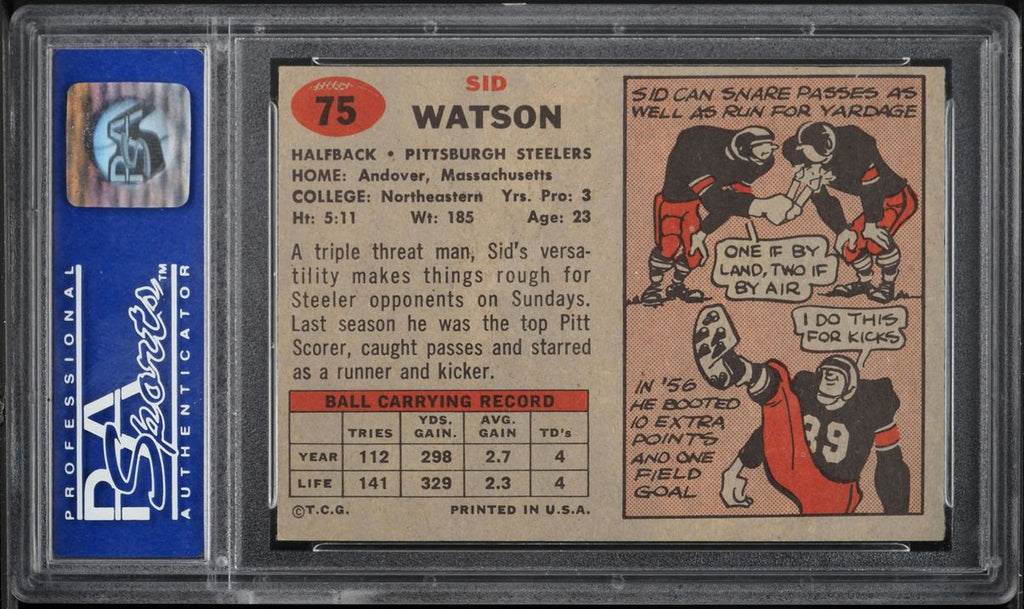 PSA
PROFESSIONAL
PSA
Sports™
AUTHENTICATOR
75
SID
WATSON
HALFBACK • PITTSBURGH STEELERS
HOME: Andover, Massachusetts
COLLEGE: Northeastern Yrs. Pro: 3
Ht: 5:11 Wt: 185 Age: 23
A triple threat man, Sid's versa-
tility makes things rough for
Steeler opponents on Sundays.
Last season he was the top Pitt
Scorer, caught passes and starred
as a runner and kicker.
BALL CARRYING RECORD
TRIES YDS. GAIN. AVG. GAIN TD's
YEAR 112 298 2.7 4
LIFE 141 329 2.3 4
©T.C.G. PRINTED IN U.S.A.
SID CAN SNARE PASSES AS
WELL AS RUN FOR YARDAGE
ONE IF BY
LAND, TWO IF
BY AIR
I DO THIS
FOR KICKS
IN '56
HE BOOTED
10 EXTRA
POINTS
AND ONE
FIELD
GOAL
89